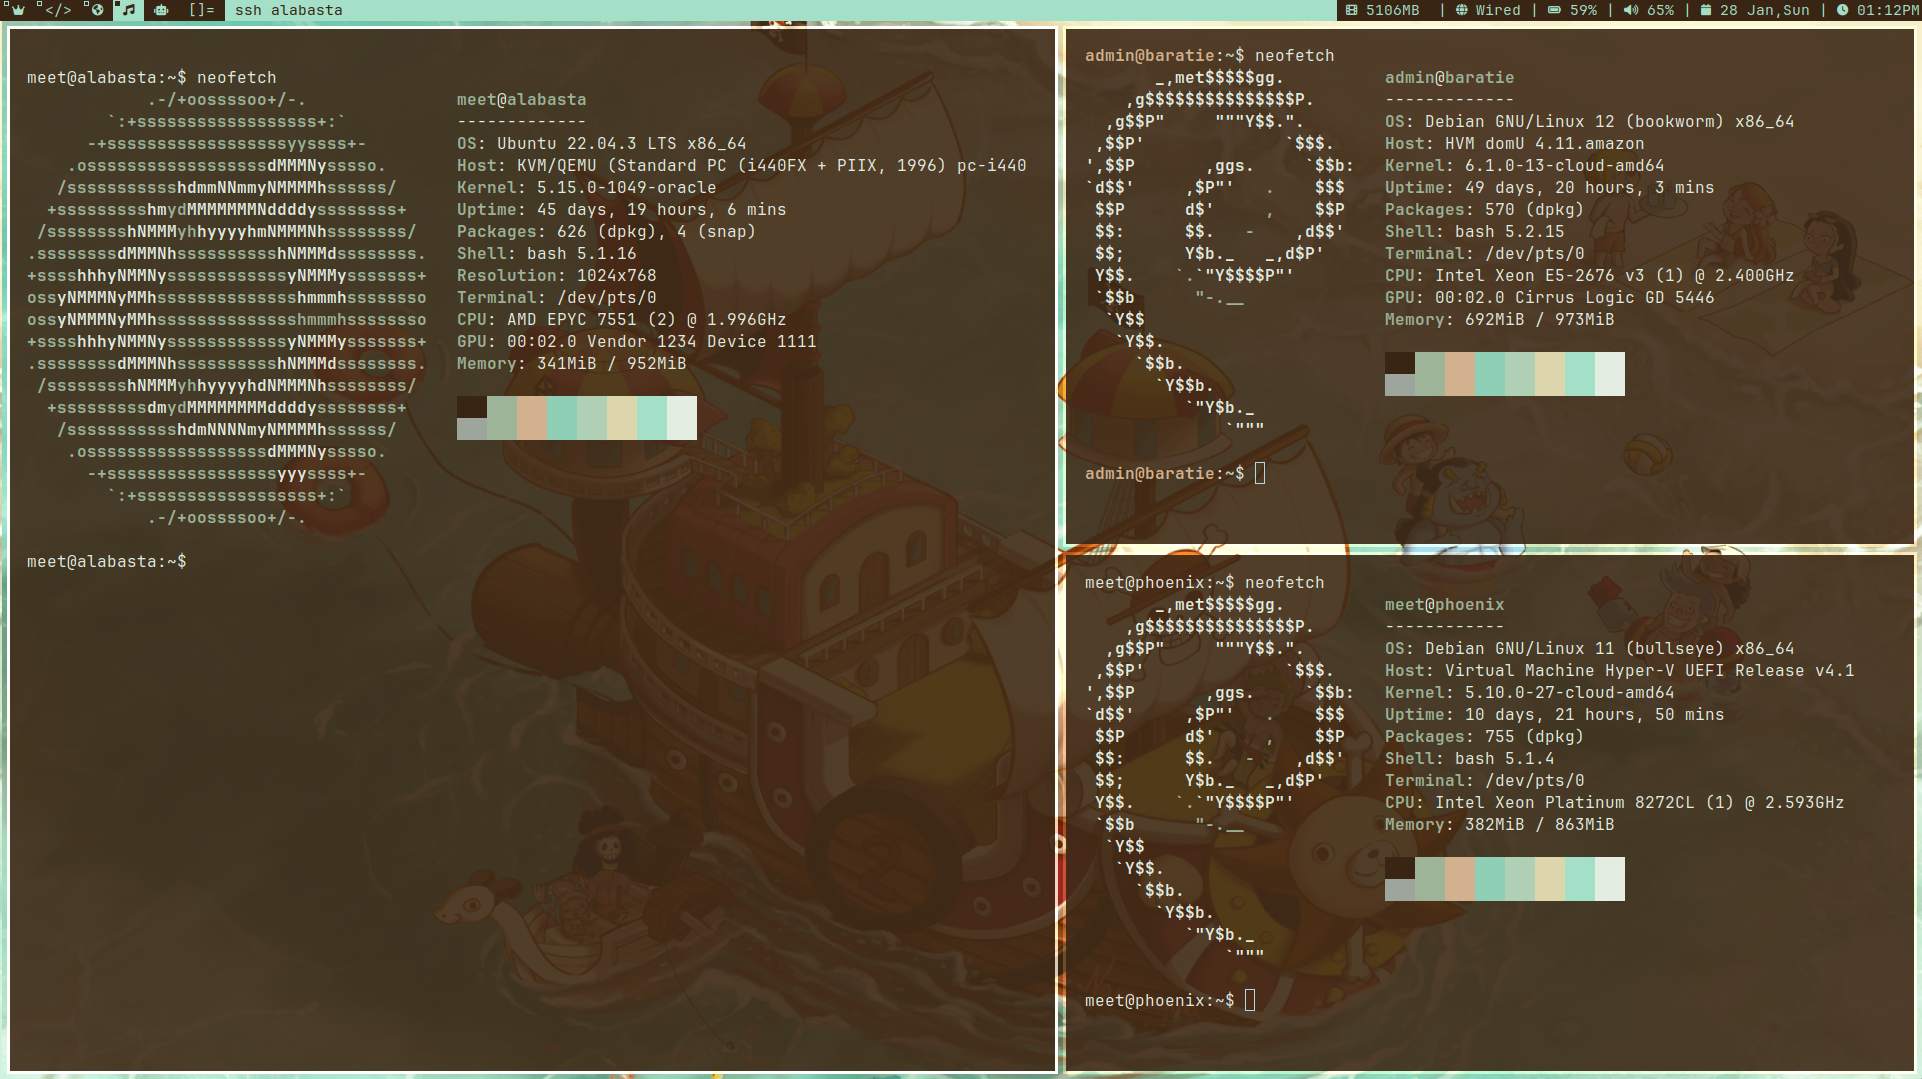 </> []= ssh alabasta 5106MB | Wired | 59% | 65% | 28 Jan,Sun | 01:12PM
meet@alabasta:~$ neofetch
            .-/+oossssoo+/-.
        `:+ssssssssssssssssss+:`
      -+ssssssssssssssssssyyssss+-
    .ossssssssssssssssssdMMMNysssso.
   /ssssssssssshdmmNNmmyNMMMMhssssss/
  +ssssssssshmydMMMMMMMNddddyssssssss+
 /sssssssshNMMMyhhyyyyhmNMMMNhssssssss/
.ssssssssdMMMNhsssssssssshNMMMdssssssss.
+sssshhhyNMMNyssssssssssssyNMMMysssssss+
ossyNMMMNyMMhsssssssssssssshmmmhssssssso
ossyNMMMNyMMhsssssssssssssshmmmhssssssso
+sssshhhyNMMNyssssssssssssyNMMMysssssss+
.ssssssssdMMMNhsssssssssshNMMMdssssssss.
 /sssssssshNMMMyhhyyyyhdNMMMNhssssssss/
  +sssssssssdmydMMMMMMMMddddyssssssss+
   /ssssssssssshdmNNNNmyNMMMMhssssss/
    .ossssssssssssssssssdMMMNysssso.
      -+sssssssssssssssssyyyssss+-
        `:+ssssssssssssssssss+:`
            .-/+oossssoo+/-.
meet@alabasta
-------------
OS: Ubuntu 22.04.3 LTS x86_64
Host: KVM/QEMU (Standard PC (i440FX + PIIX, 1996) pc-i440
Kernel: 5.15.0-1049-oracle
Uptime: 45 days, 19 hours, 6 mins
Packages: 626 (dpkg), 4 (snap)
Shell: bash 5.1.16
Resolution: 1024x768
Terminal: /dev/pts/0
CPU: AMD EPYC 7551 (2) @ 1.996GHz
GPU: 00:02.0 Vendor 1234 Device 1111
Memory: 341MiB / 952MiB
meet@alabasta:~$
admin@baratie:~$ neofetch
       _,met$$$$$gg.
    ,g$$$$$$$$$$$$$$$P.
  ,g$$P"     """Y$$.".
 ,$$P'              `$$$.
',$$P       ,ggs.     `$$b:
`d$$'     ,$P"'   .    $$$
 $$P      d$'     ,    $$P
 $$:      $$.   -    ,d$$'
 $$;      Y$b._   _,d$P'
 Y$$.    `.`"Y$$$$P"'
 `$$b      "-.__
  `Y$$
   `Y$$.
     `$$b.
       `Y$$b.
          `"Y$b._
              `"""
admin@baratie
-------------
OS: Debian GNU/Linux 12 (bookworm) x86_64
Host: HVM domU 4.11.amazon
Kernel: 6.1.0-13-cloud-amd64
Uptime: 49 days, 20 hours, 3 mins
Packages: 570 (dpkg)
Shell: bash 5.2.15
Terminal: /dev/pts/0
CPU: Intel Xeon E5-2676 v3 (1) @ 2.400GHz
GPU: 00:02.0 Cirrus Logic GD 5446
Memory: 692MiB / 973MiB
admin@baratie:~$
meet@phoenix:~$ neofetch
       _,met$$$$$gg.
    ,g$$$$$$$$$$$$$$$P.
  ,g$$P"     """Y$$.".
 ,$$P'              `$$$.
',$$P       ,ggs.     `$$b:
`d$$'     ,$P"'   .    $$$
 $$P      d$'     ,    $$P
 $$:      $$.   -    ,d$$'
 $$;      Y$b._   _,d$P'
 Y$$.    `.`"Y$$$$P"'
 `$$b      "-.__
  `Y$$
   `Y$$.
     `$$b.
       `Y$$b.
          `"Y$b._
              `"""
meet@phoenix
------------
OS: Debian GNU/Linux 11 (bullseye) x86_64
Host: Virtual Machine Hyper-V UEFI Release v4.1
Kernel: 5.10.0-27-cloud-amd64
Uptime: 10 days, 21 hours, 50 mins
Packages: 755 (dpkg)
Shell: bash 5.1.4
Terminal: /dev/pts/0
CPU: Intel Xeon Platinum 8272CL (1) @ 2.593GHz
Memory: 382MiB / 863MiB
meet@phoenix:~$